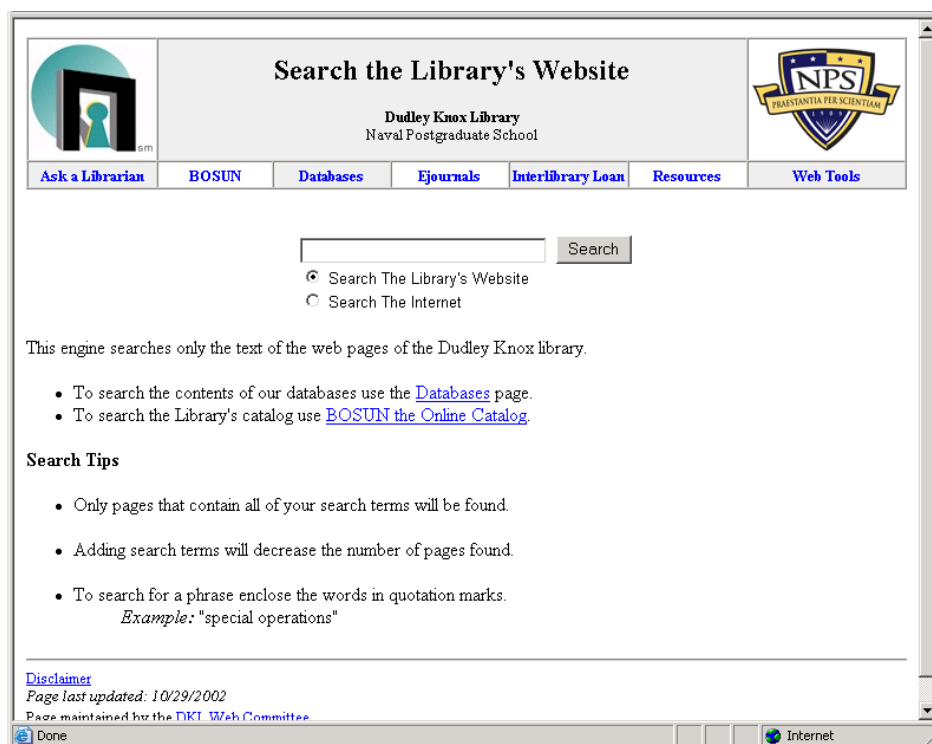 Search the Library's Website
Dudley Knox Library
Naval Postgraduate School
sm
NPS
PRAESTANTIA PER SCIENTIAM
1909
Ask a Librarian BOSUN Databases Ejournals Interlibrary Loan Resources Web Tools
Search
Search The Library's Website
Search The Internet
This engine searches only the text of the web pages of the Dudley Knox library.
To search the contents of our databases use the Databases page.
To search the Library's catalog use BOSUN the Online Catalog.
Search Tips
Only pages that contain all of your search terms will be found.
Adding search terms will decrease the number of pages found.
To search for a phrase enclose the words in quotation marks.
Example: "special operations"
Disclaimer
Page last updated: 10/29/2002
Page maintained by the DKL Web Committee
Done Internet